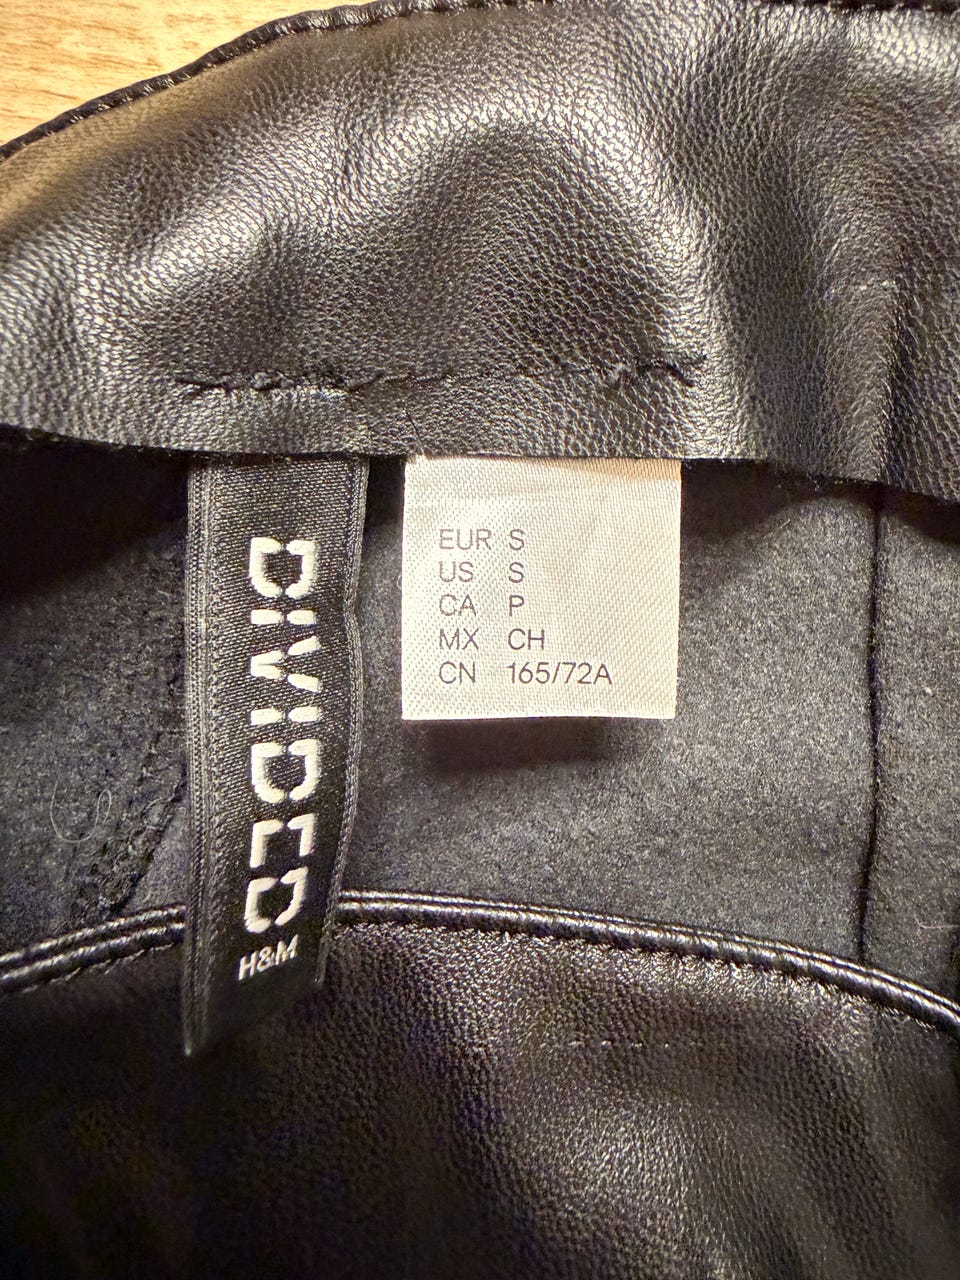 DIVIDED
H&M
EUR S
US S
CA P
MX CH
CN 165/72A